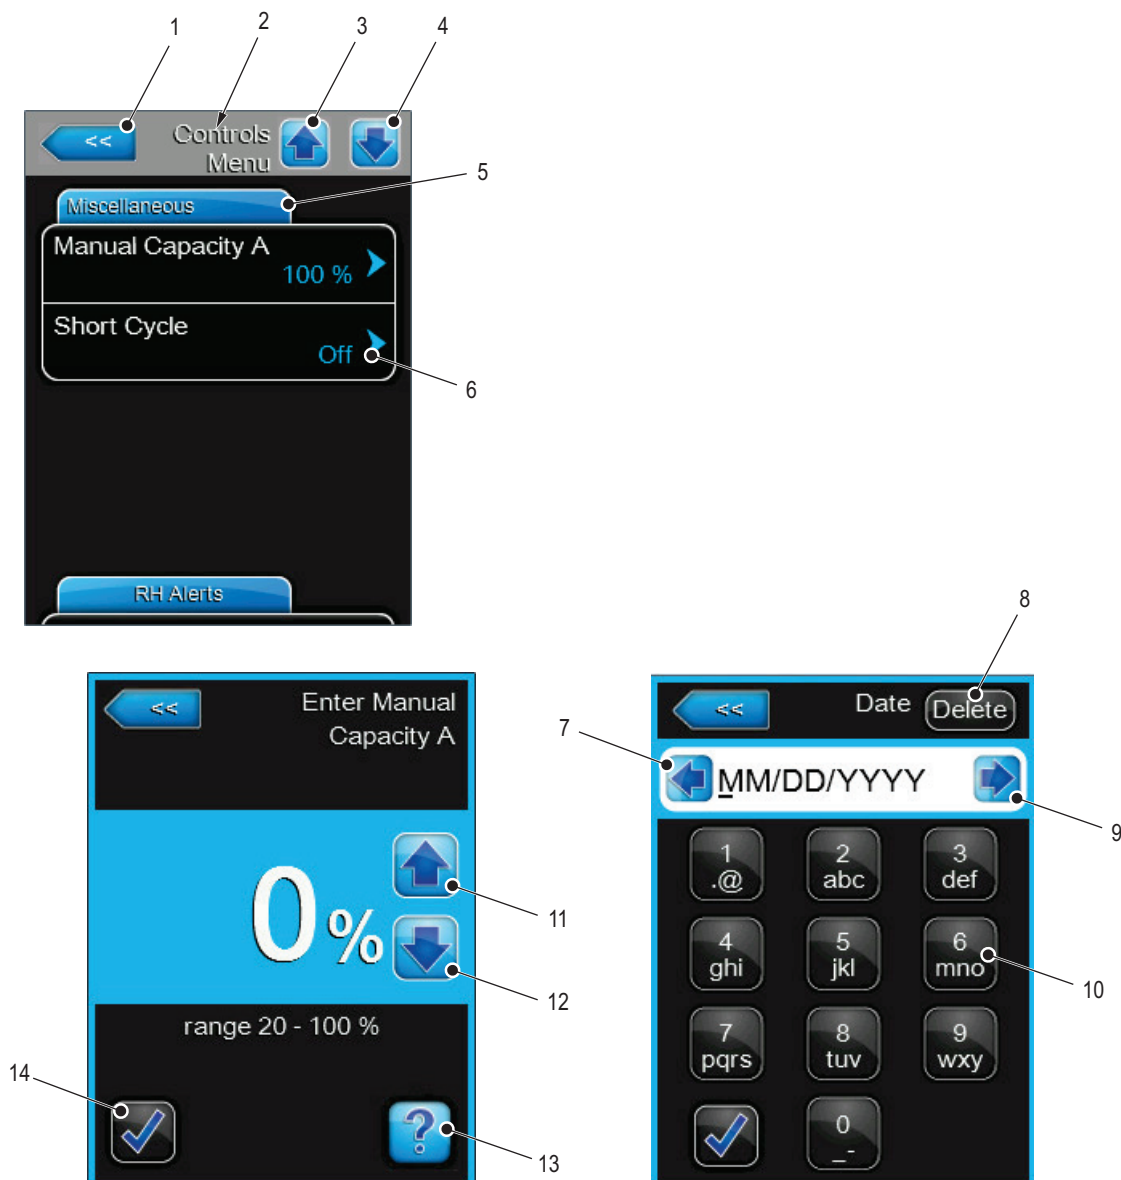 1
2
3
4
<<
Controls
Menu
Miscellaneous
5
Manual Capacity A
100 %
Short Cycle
Off
6
RH Alerts
8
<<
Enter Manual
Capacity A
<<
Date
Delete
7
MM/DD/YYYY
9
0%
11
12
1
.@
2
abc
3
def
4
ghi
5
jkl
6
mno
10
range 20 - 100 %
7
pqrs
8
tuv
9
wxy
14
?
13
0
_-